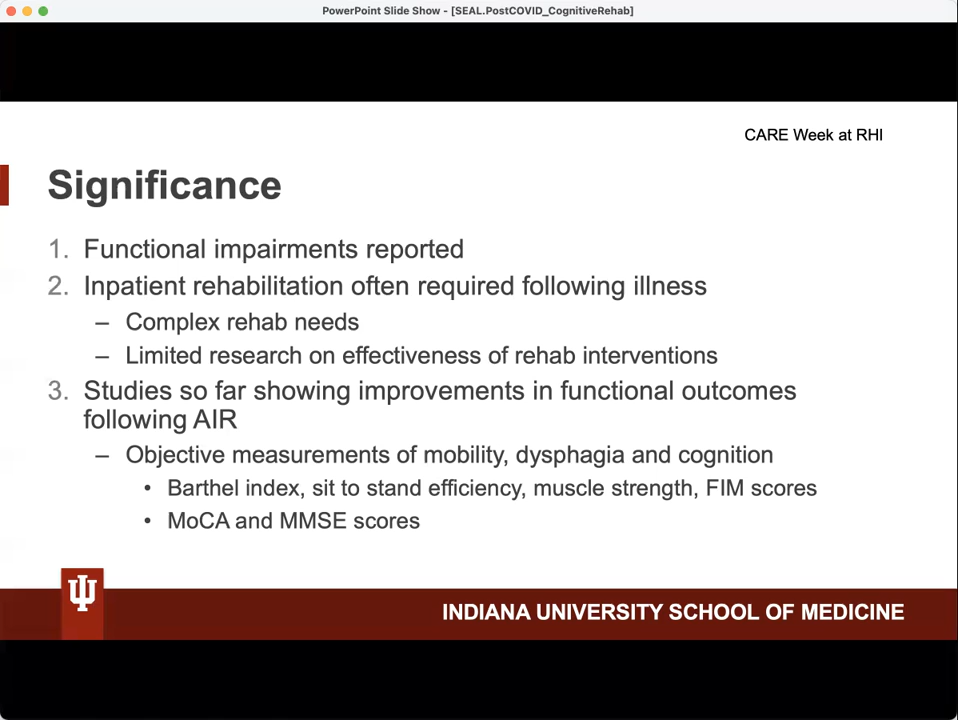 PowerPoint Slide Show - [SEAL.PostCOVID_CognitiveRehab]
CARE Week at RHI
Significance
1. Functional impairments reported
2. Inpatient rehabilitation often required following illness
– Complex rehab needs
– Limited research on effectiveness of rehab interventions
3. Studies so far showing improvements in functional outcomes
following AIR
– Objective measurements of mobility, dysphagia and cognition
• Barthel index, sit to stand efficiency, muscle strength, FIM scores
• MoCA and MMSE scores
INDIANA UNIVERSITY SCHOOL OF MEDICINE